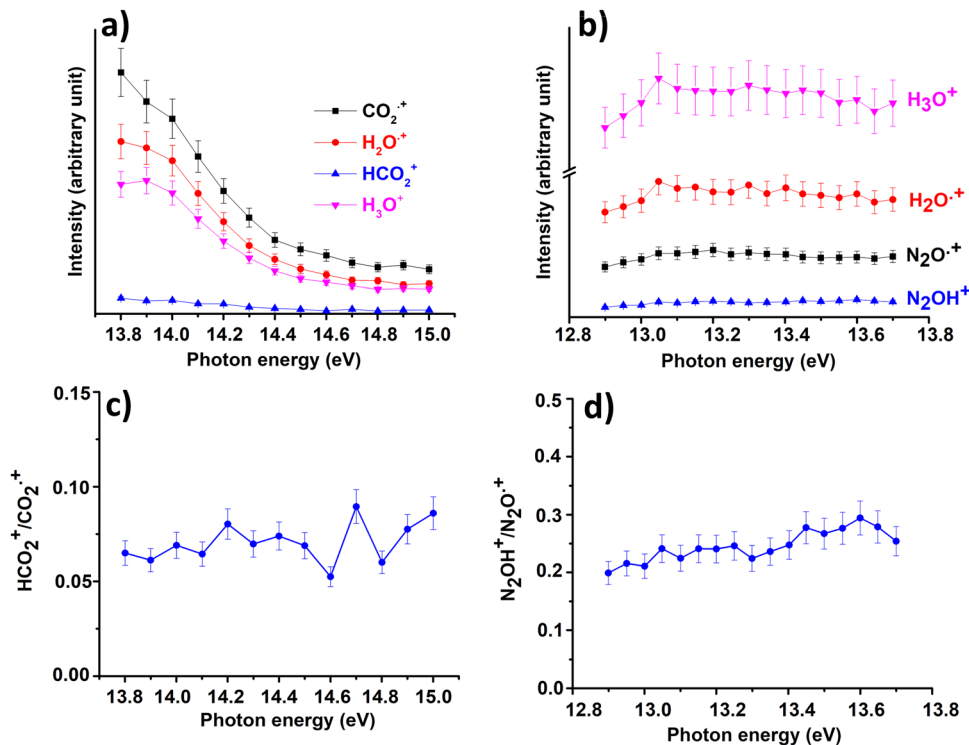 a)
Intensity (arbitrary unit)
CO₂·⁺
H₂O·⁺
HCO₂⁺
H₃O⁺
13.8 14.0 14.2 14.4 14.6 14.8 15.0
Photon energy (eV)
b)
Intensity (arbitrary unit)
H₃O⁺
H₂O·⁺
N₂O·⁺
N₂OH⁺
12.8 13.0 13.2 13.4 13.6 13.8
Photon energy (eV)
c)
HCO₂⁺/CO₂·⁺
0.15
0.10
0.05
0.00
13.8 14.0 14.2 14.4 14.6 14.8 15.0
Photon energy (eV)
d)
N₂OH⁺/N₂O·⁺
0.5
0.4
0.3
0.2
0.1
0.0
12.8 13.0 13.2 13.4 13.6 13.8
Photon energy (eV)